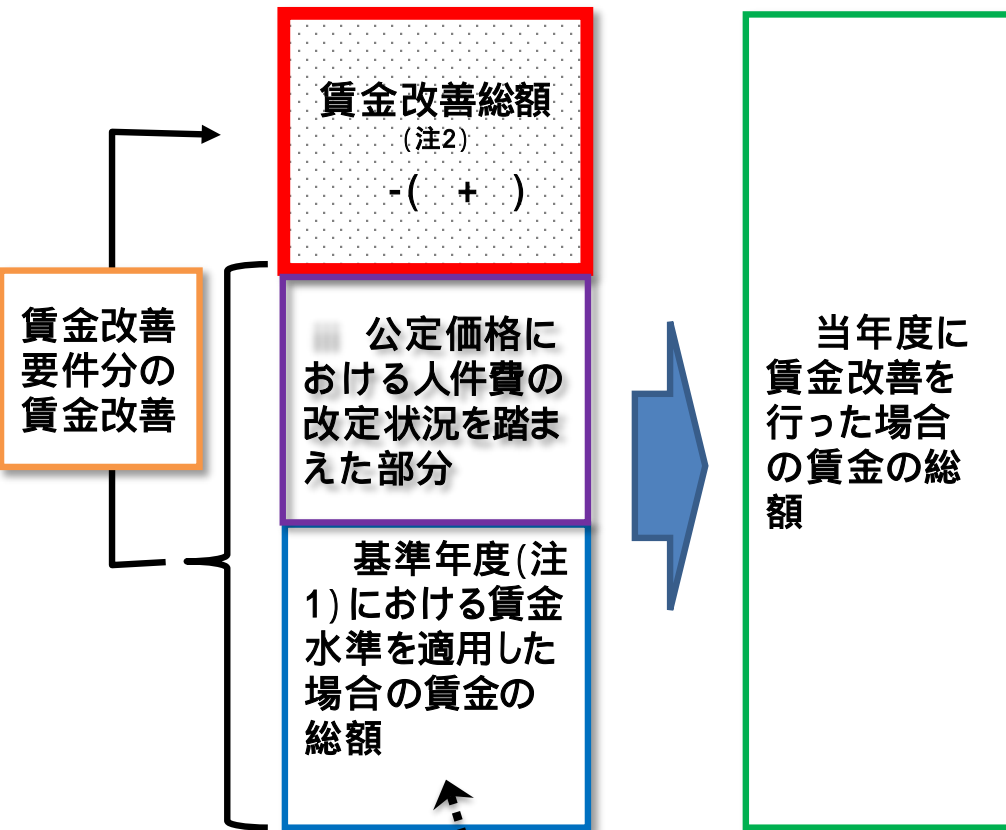 賃金改善総額
(注2)
-( + )
賃金改善
要件分の
賃金改善
公定価格に
おける人件費の
改定状況を踏ま
えた部分
基準年度(注
1)における賃金
水準を適用した
場合の賃金の
総額
当年度に
賃金改善を
行った場合
の賃金の総
額